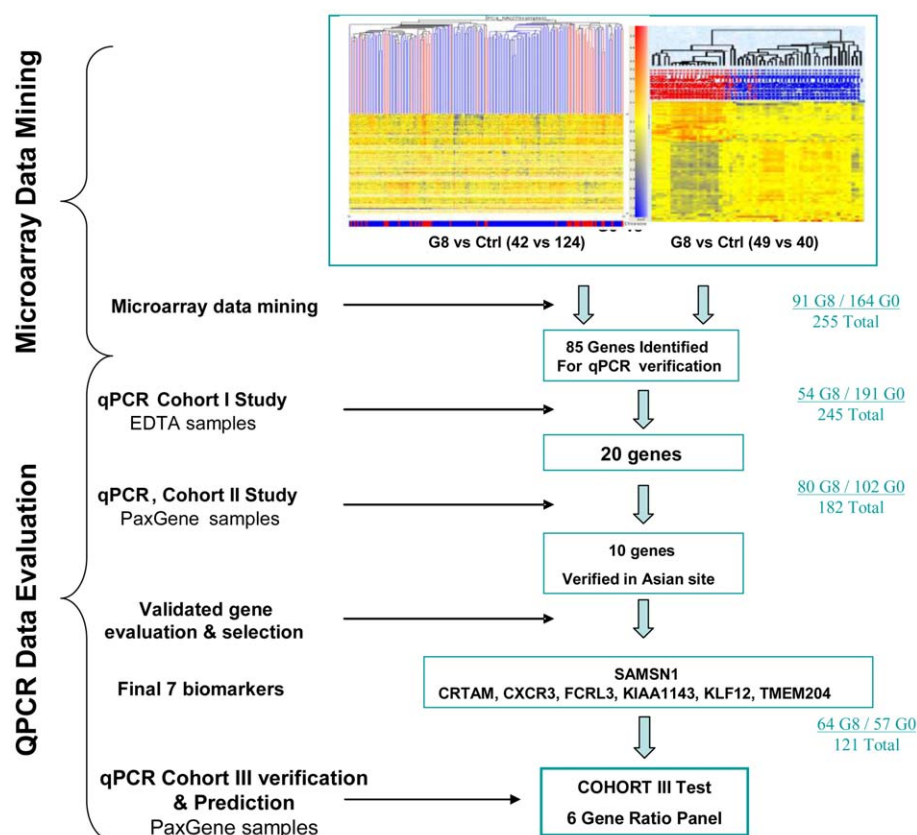 Microarray Data Mining
G8 vs Ctrl (42 vs 124)
G8 vs Ctrl (49 vs 40)
Microarray data mining
91 G8 / 164 G0
255 Total
85 Genes Identified
For qPCR verification
QPCR Data Evaluation
qPCR Cohort I Study
EDTA samples
54 G8 / 191 G0
245 Total
20 genes
qPCR, Cohort II Study
PaxGene samples
80 G8 / 102 G0
182 Total
10 genes
Verified in Asian site
Validated gene
evaluation & selection
Final 7 biomarkers
SAMSN1
CRTAM, CXCR3, FCRL3, KIAA1143, KLF12, TMEM204
64 G8 / 57 G0
121 Total
qPCR Cohort III verification
& Prediction
PaxGene samples
COHORT III Test
6 Gene Ratio Panel